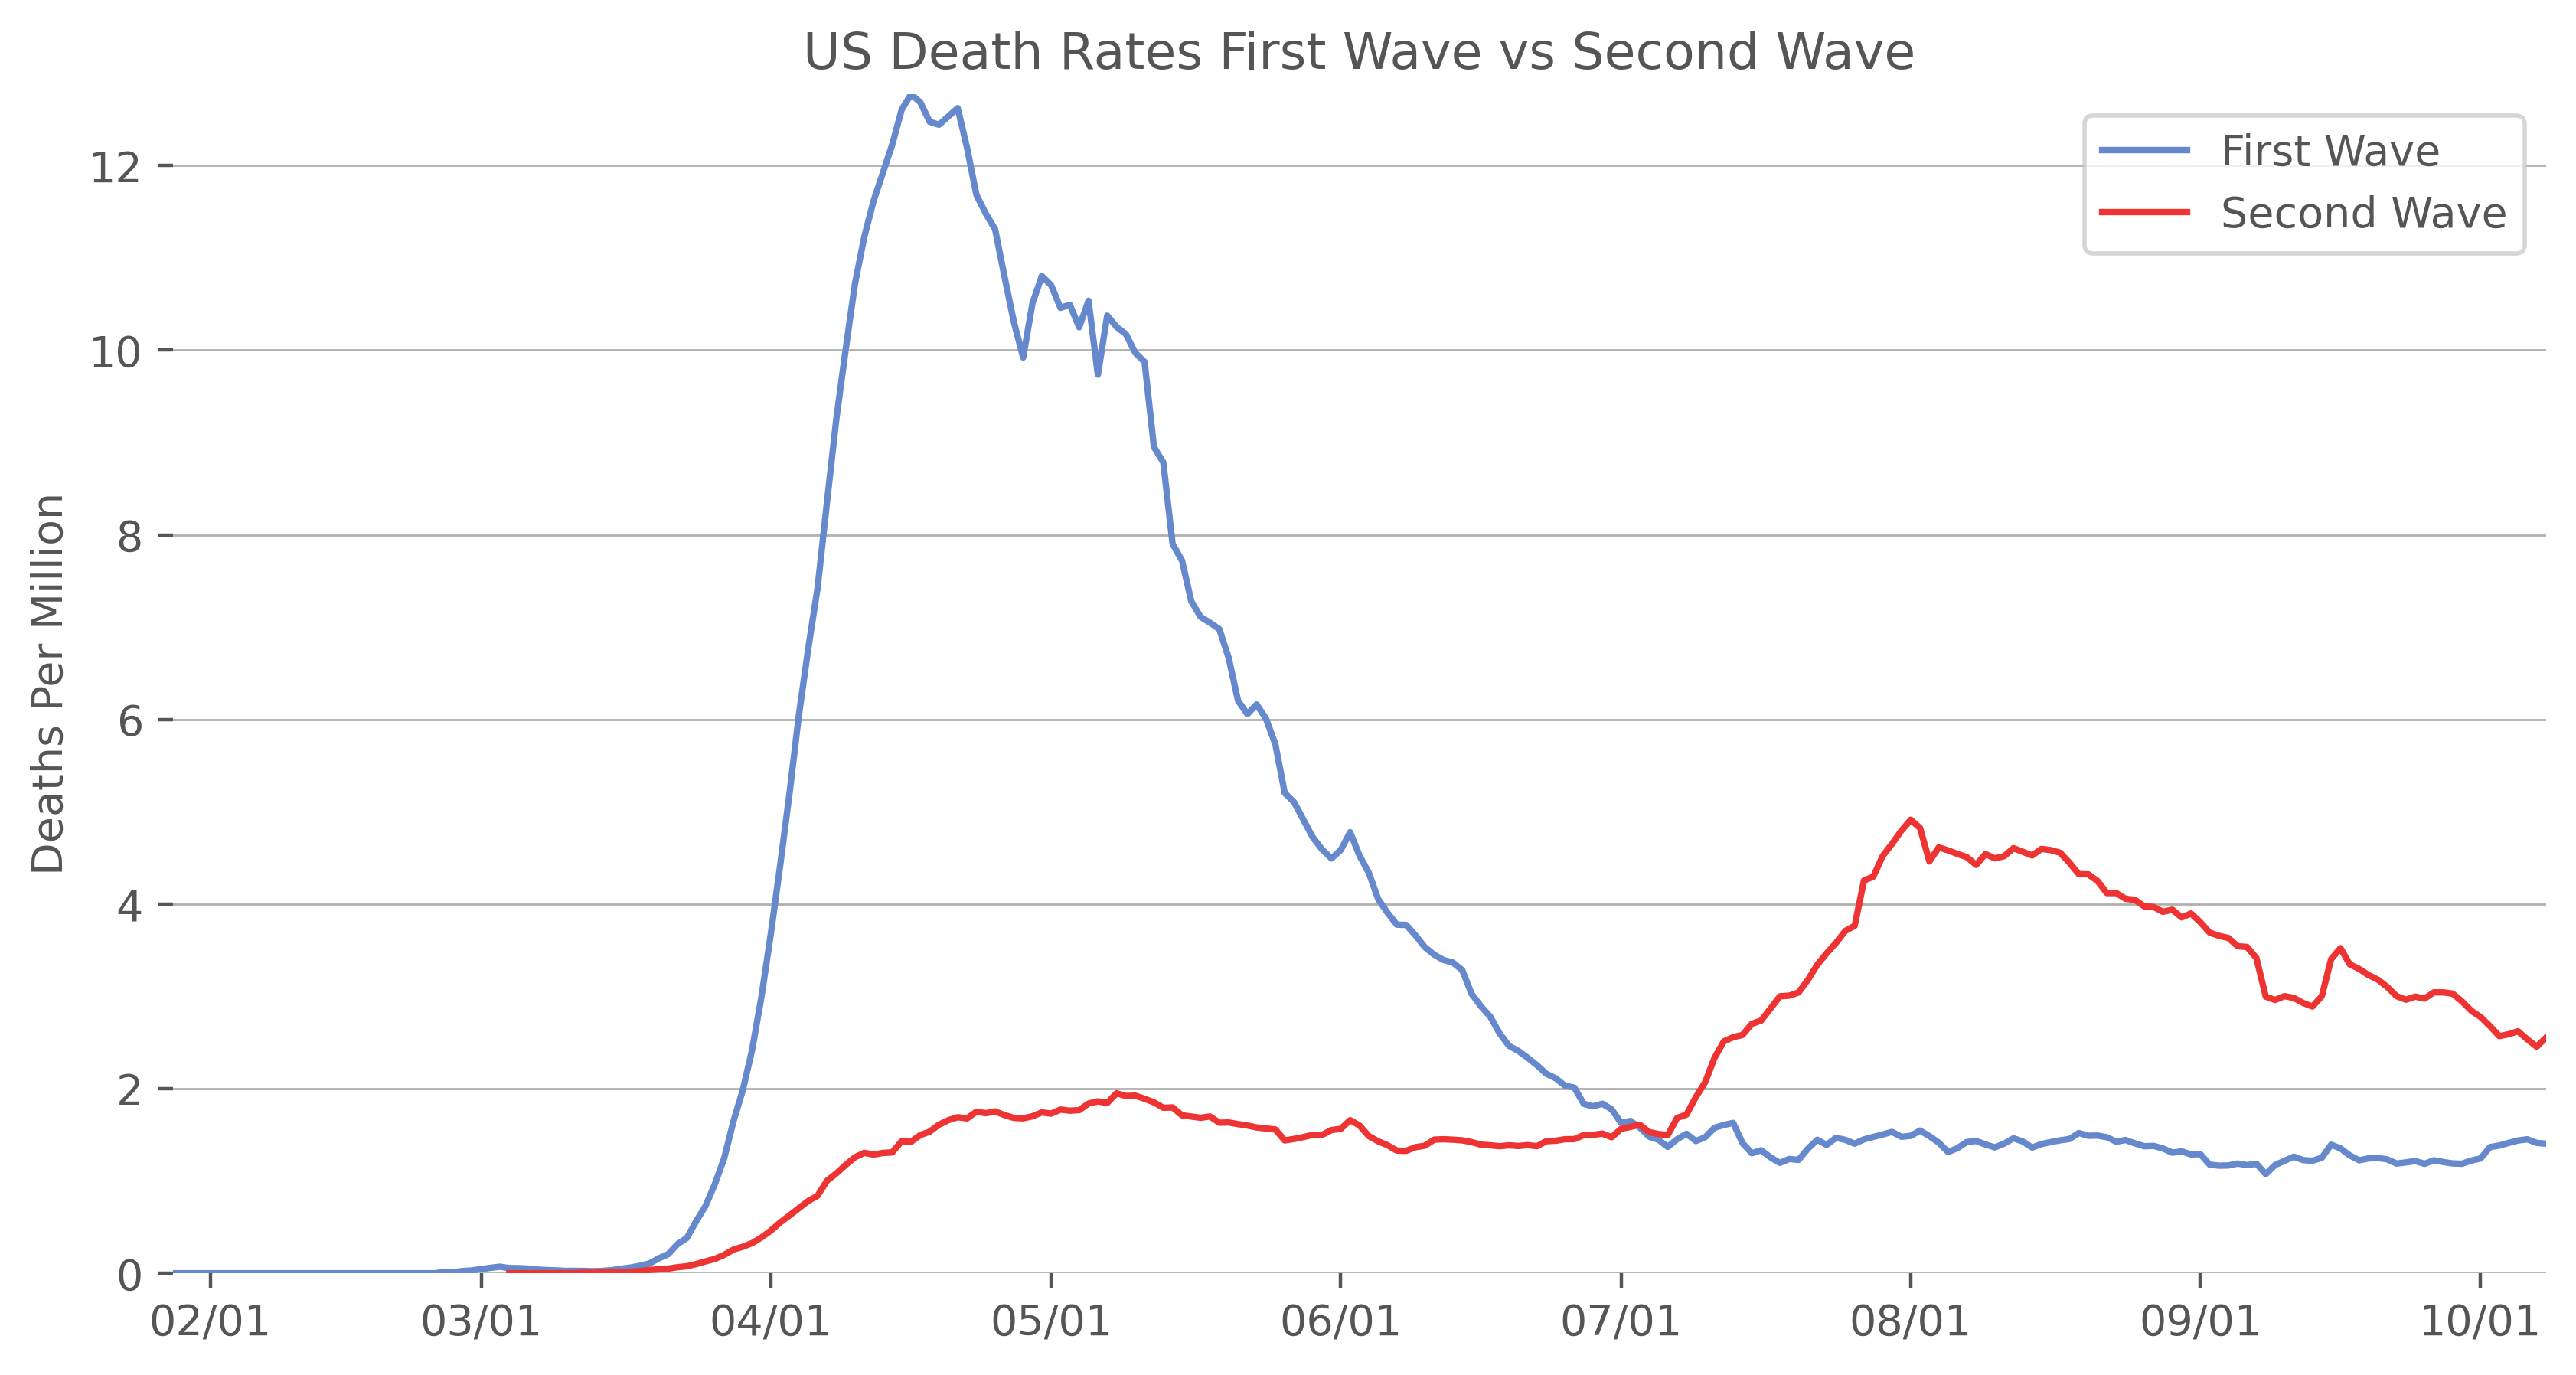 US Death Rates First Wave vs Second Wave
First Wave
Second Wave
Deaths Per Million
12
10
8
6
4
2
0
02/01 03/01 04/01 05/01 06/01 07/01 08/01 09/01 10/01